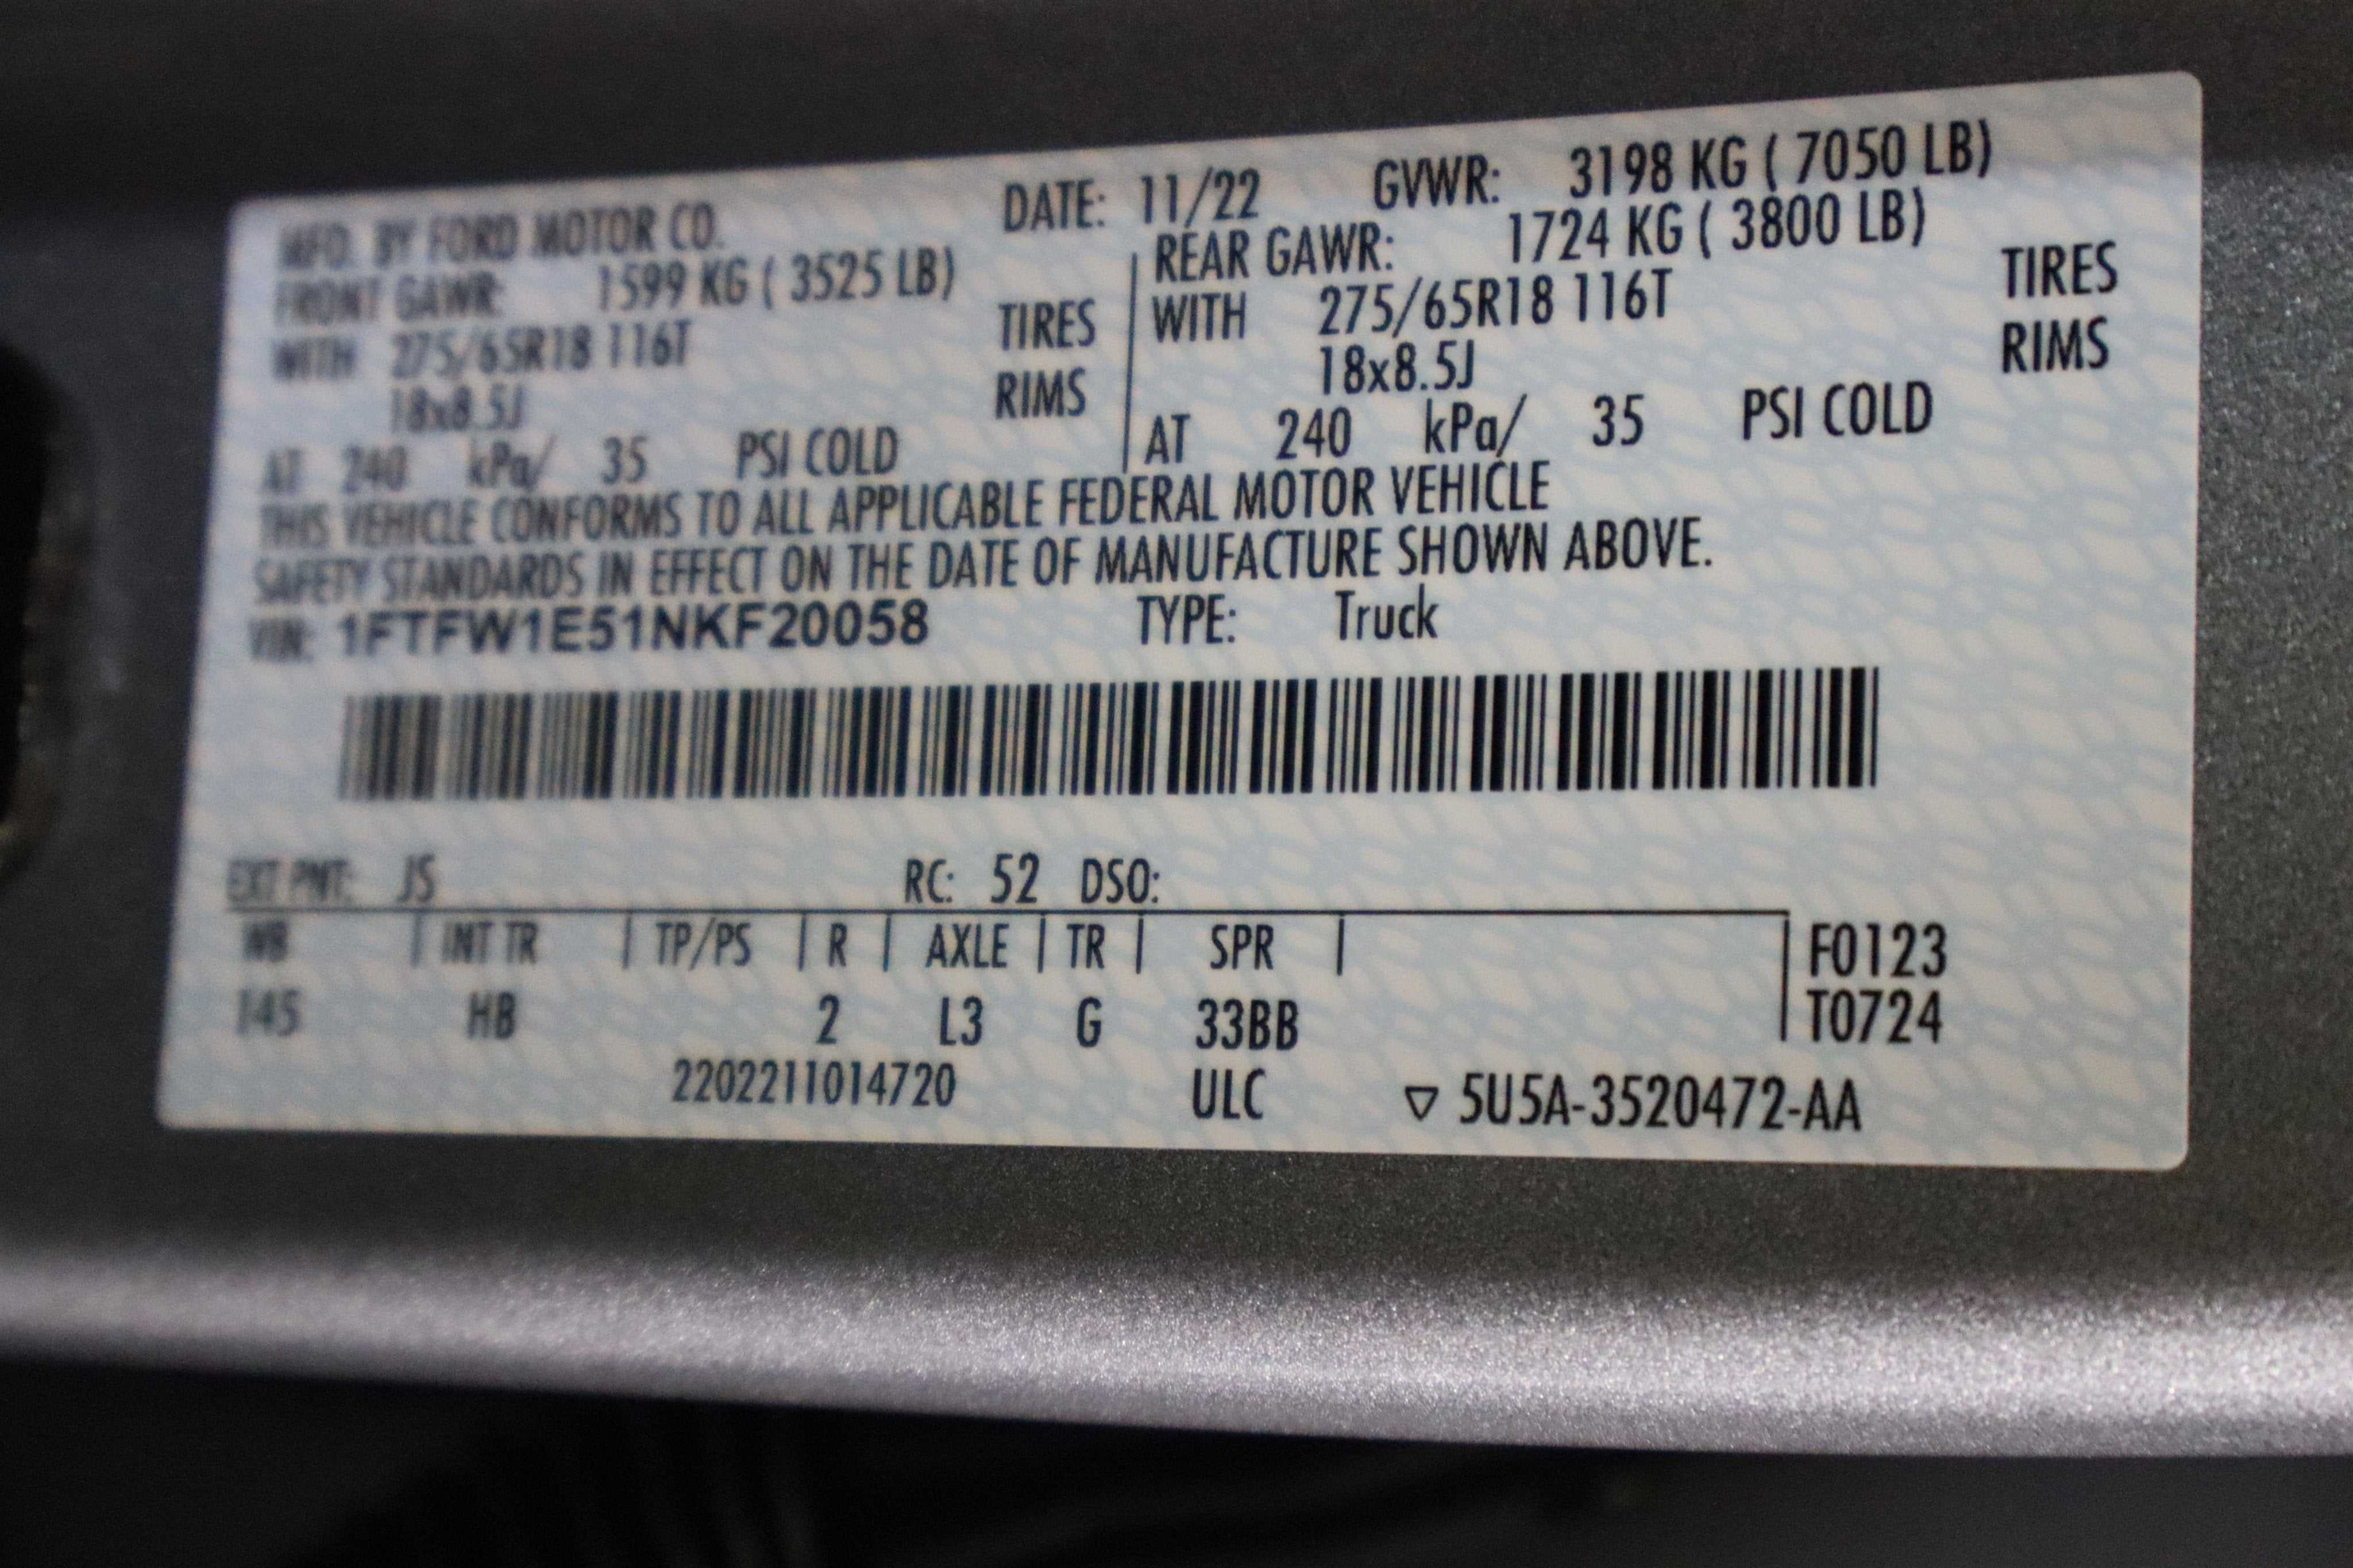 MFD. BY FORD MOTOR CO. DATE: 11/22 GVWR: 3198 KG ( 7050 LB)
FRONT GAWR: 1599 KG ( 3525 LB) REAR GAWR: 1724 KG ( 3800 LB)
WITH 275/65R18 116T TIRES WITH 275/65R18 116T TIRES
18x8.5J RIMS 18x8.5J RIMS
AT 240 kPa/ 35 PSI COLD AT 240 kPa/ 35 PSI COLD
THIS VEHICLE CONFORMS TO ALL APPLICABLE FEDERAL MOTOR VEHICLE
SAFETY STANDARDS IN EFFECT ON THE DATE OF MANUFACTURE SHOWN ABOVE.
VIN: 1FTFW1E51NKF20058 TYPE: Truck
EXT PNT: JS RC: 52 DSO:
WB | INT TR | TP/PS | R | AXLE | TR | SPR | F0123
145 HB 2 L3 G 33BB T0724
2202211014720 ULC ▽ 5U5A-3520472-AA